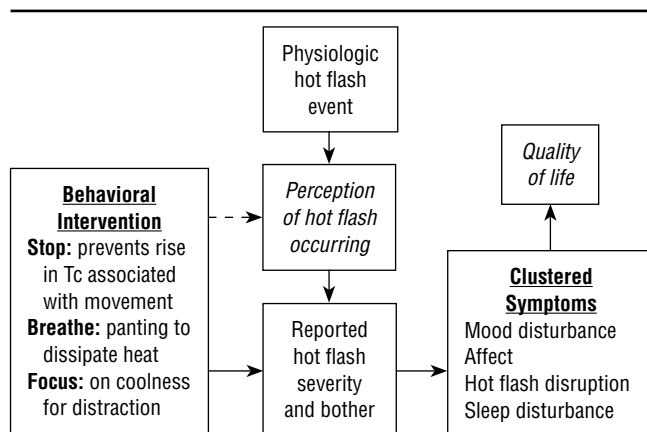 Physiologic
hot flash
event
Quality
of life
Behavioral
Intervention
Stop: prevents rise
in Tc associated
with movement
Breathe: panting to
dissipate heat
Focus: on coolness
for distraction
Perception
of hot flash
occurring
Reported
hot flash
severity
and bother
Clustered
Symptoms
Mood disturbance
Affect
Hot flash disruption
Sleep disturbance